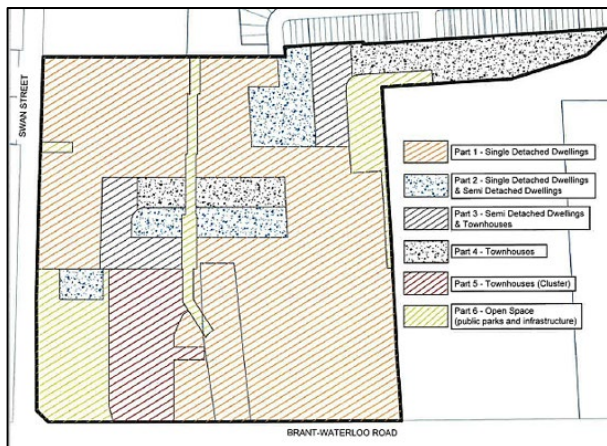 SWAN STREET
Part 1 - Single Detached Dwellings
Part 2 - Single Detached Dwellings
& Semi Detached Dwellings
Part 3 - Semi Detached Dwellings
& Townhouses
Part 4 - Townhouses
Part 5 - Townhouses (Cluster)
Part 6 - Open Space
(public parks and infrastructure)
BRANT-WATERLOO ROAD